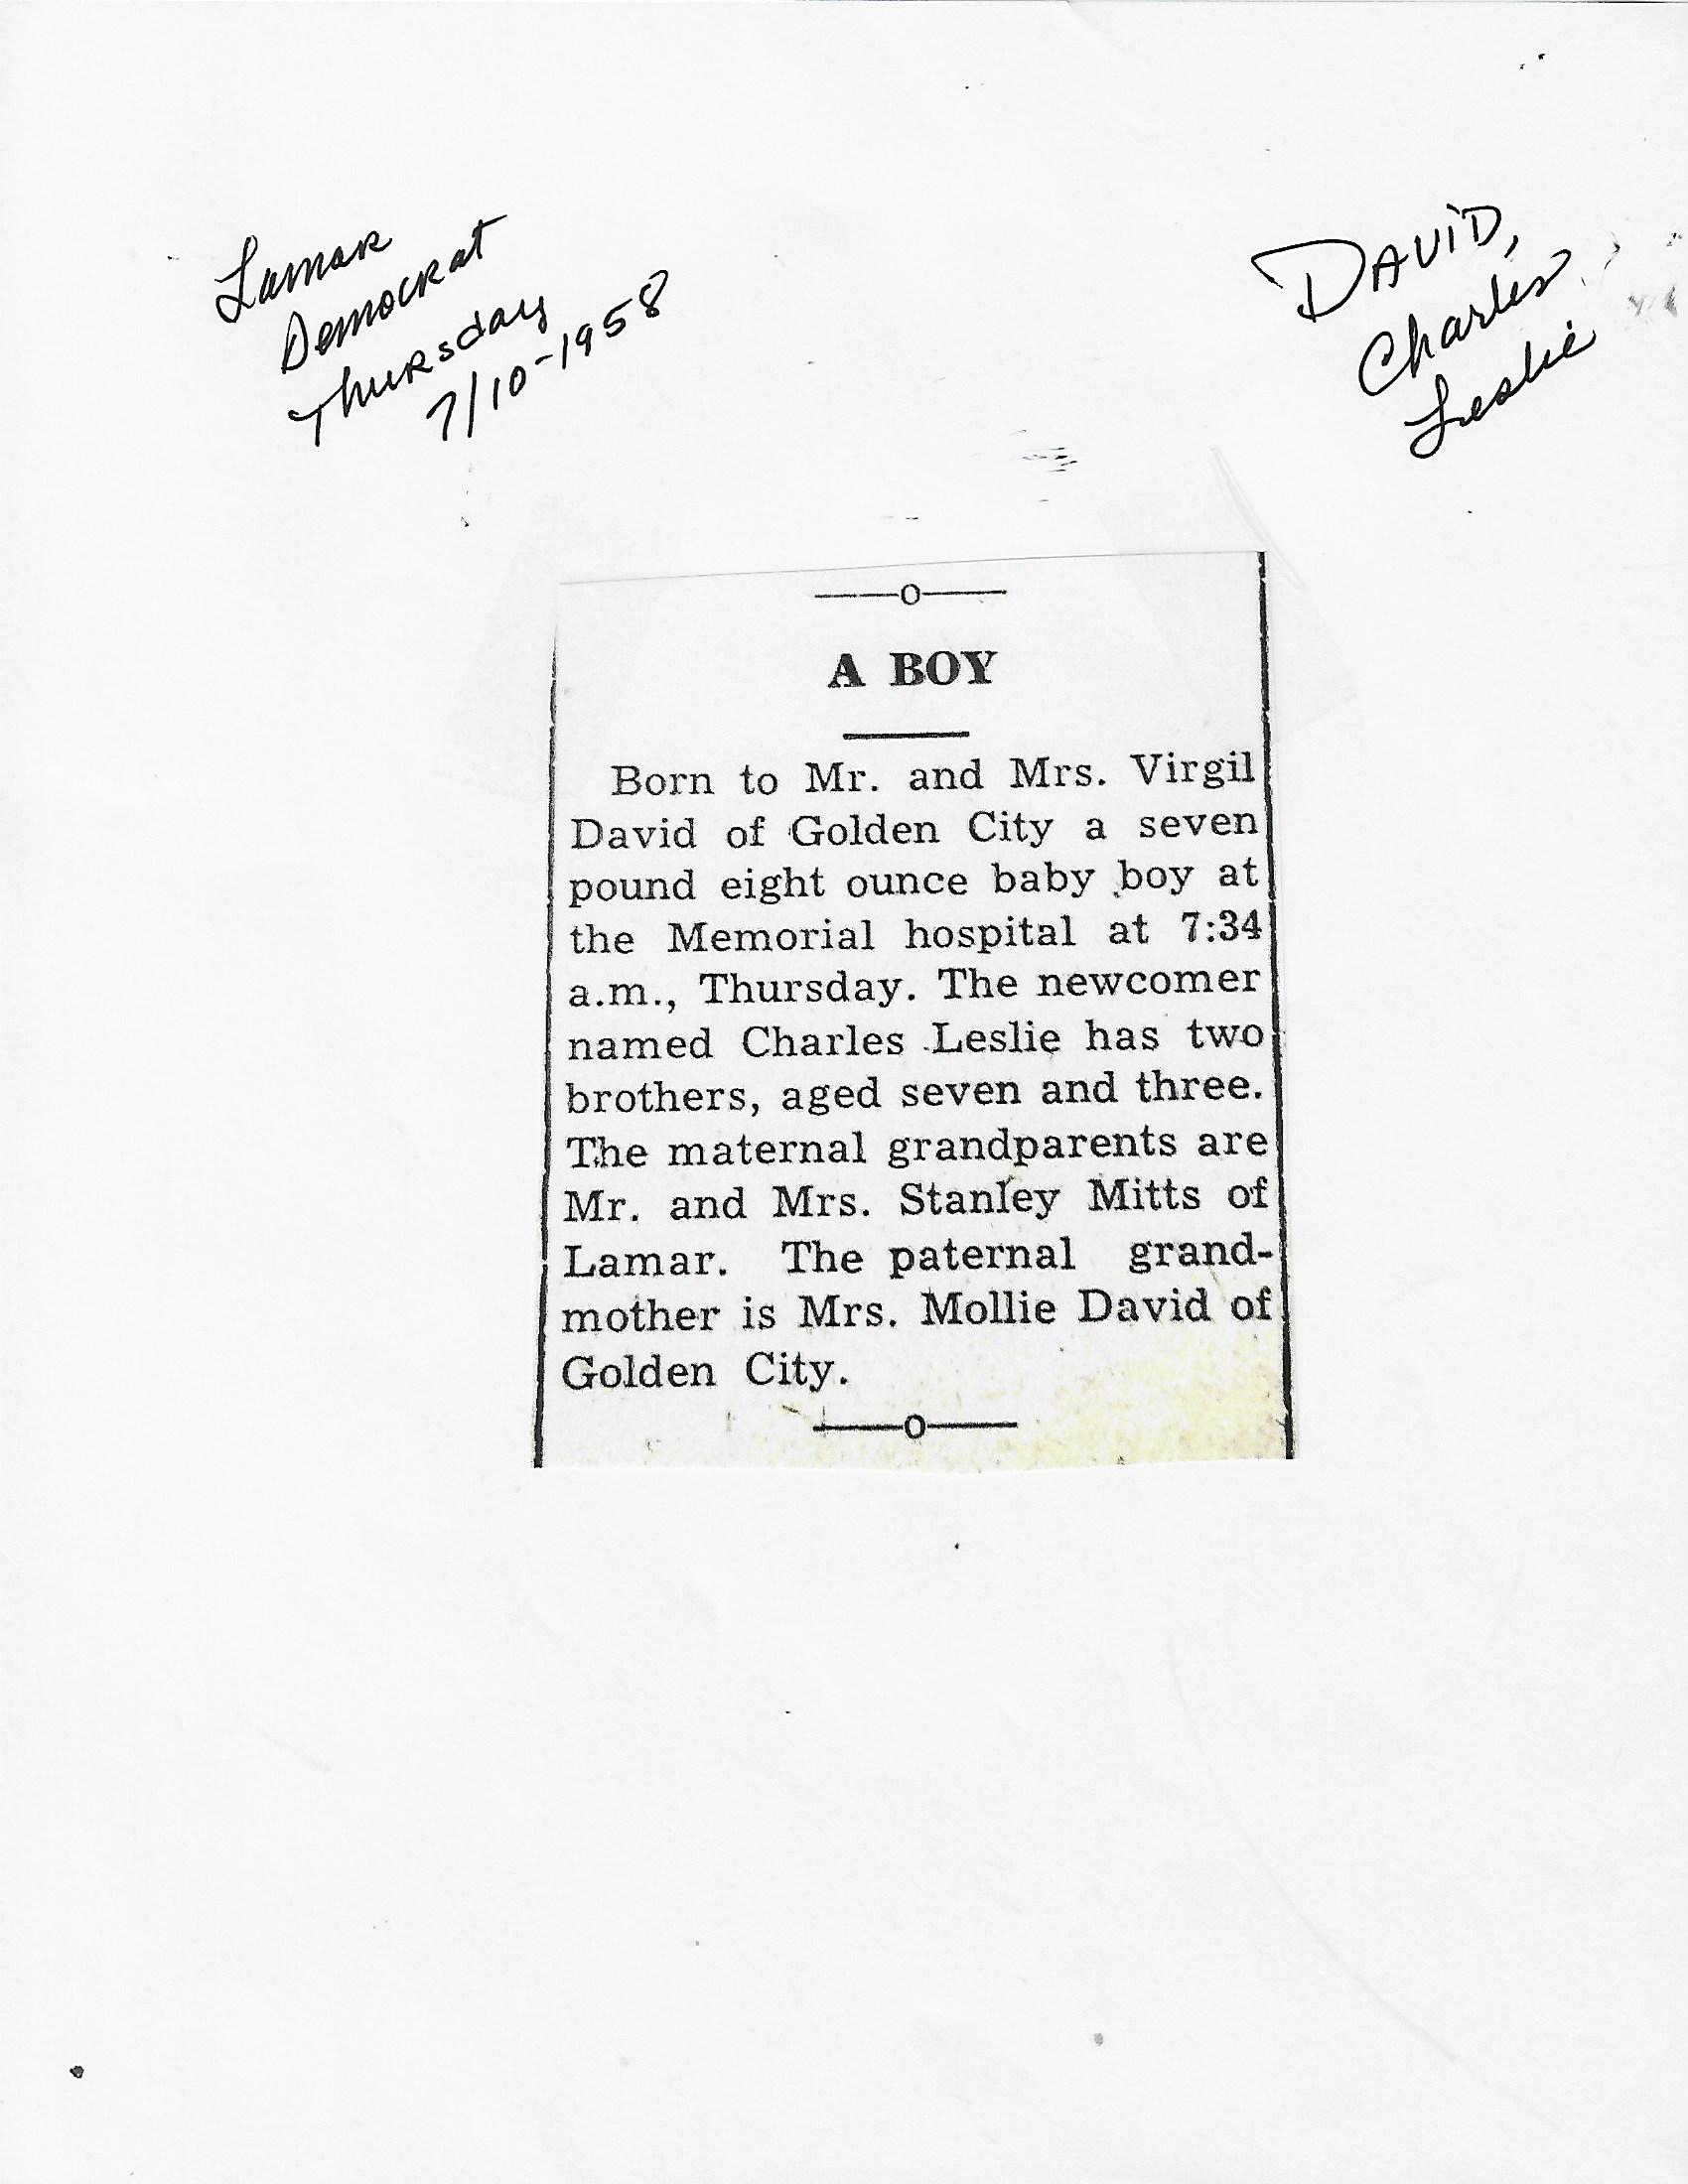 Lamar
Democrat
Thursday
7/10-1958
DAViD,
Charles
Leslie
——o——
A BOY
Born to Mr. and Mrs. Virgil
David of Golden City a seven
pound eight ounce baby boy at
the Memorial hospital at 7:34
a.m., Thursday. The newcomer
named Charles Leslie has two
brothers, aged seven and three.
The maternal grandparents are
Mr. and Mrs. Stanley Mitts of
Lamar. The paternal grand-
mother is Mrs. Mollie David of
Golden City.
——o——